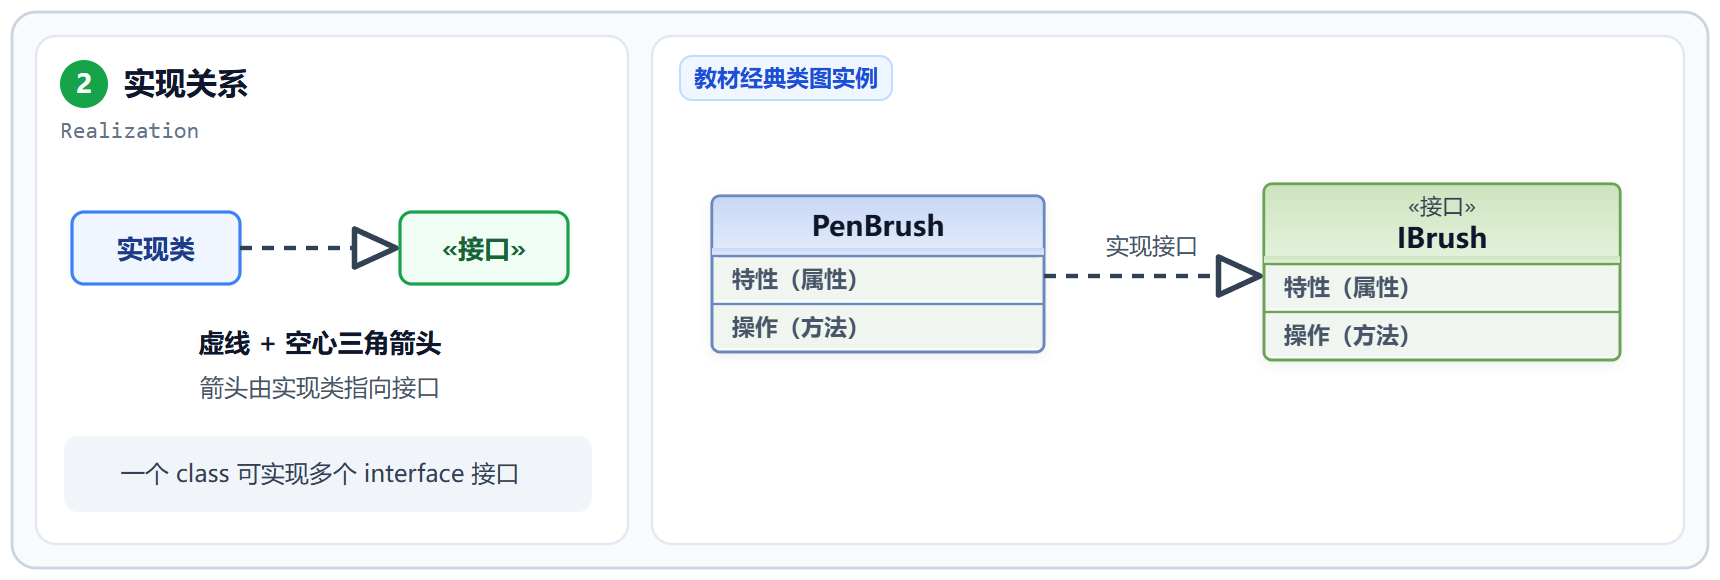 2 实现关系
Realization
实现类
«接口»
虚线 + 空心三角箭头
箭头由实现类指向接口
一个 class 可实现多个 interface 接口
教材经典类图实例
PenBrush
特性（属性）
操作（方法）
实现接口
«接口»
IBrush
特性（属性）
操作（方法）